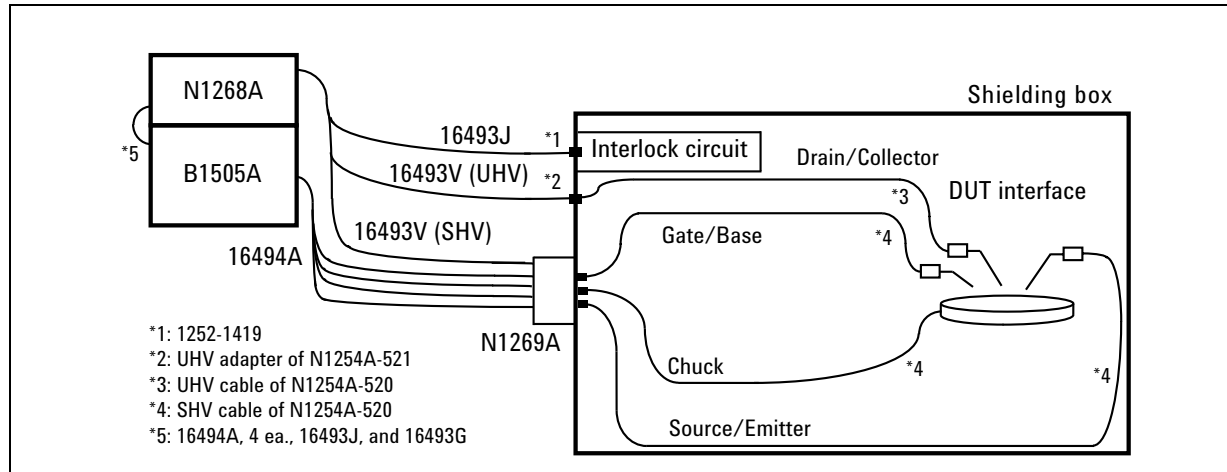 N1268A
B1505A
*5
16493J
*1
16493V (UHV)
*2
16493V (SHV)
16494A
N1269A
Shielding box
Interlock circuit
Drain/Collector
*3
DUT interface
Gate/Base
*4
Chuck
*4
*4
Source/Emitter
*1: 1252-1419
*2: UHV adapter of N1254A-521
*3: UHV cable of N1254A-520
*4: SHV cable of N1254A-520
*5: 16494A, 4 ea., 16493J, and 16493G